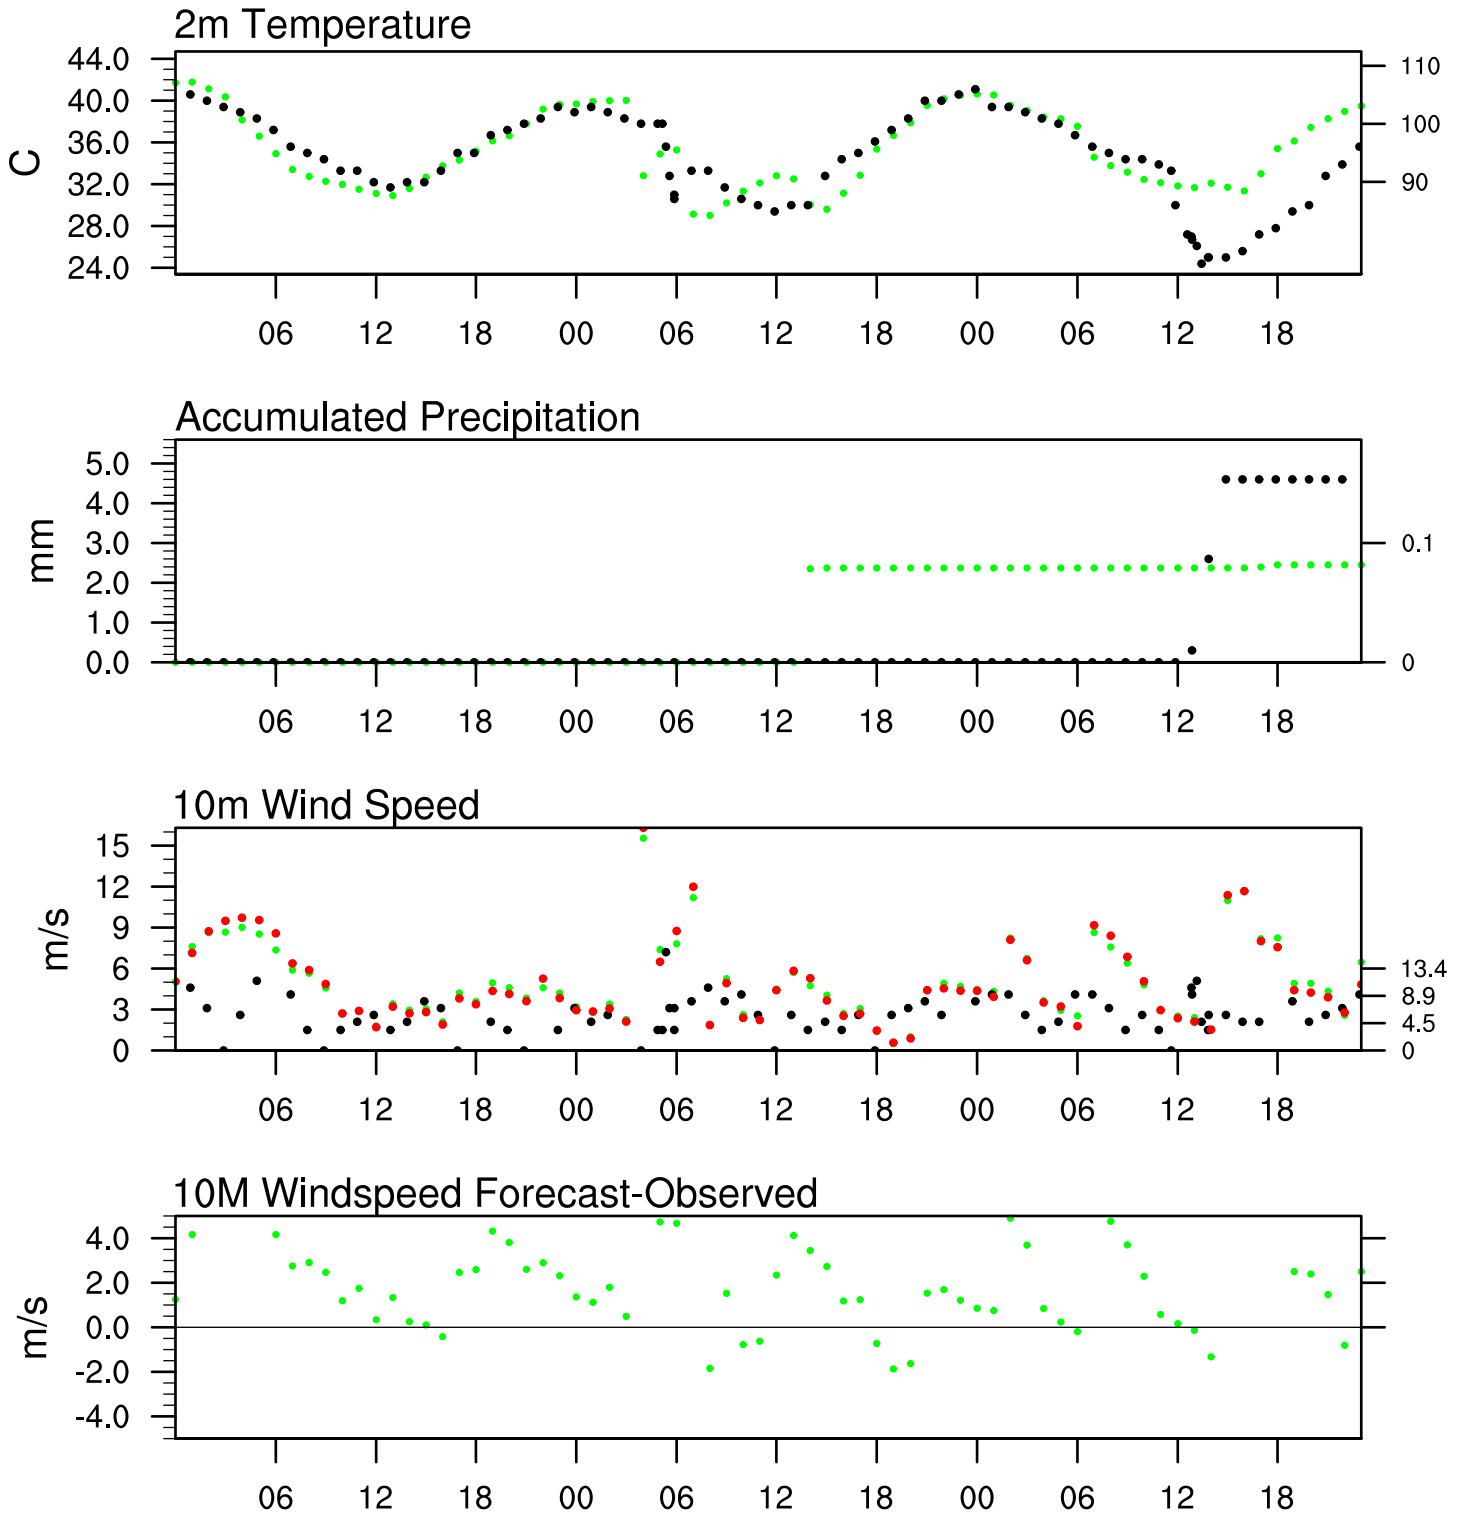 2m Temperature
44.0
40.0
36.0
32.0
28.0
24.0
C
110
100
90
06 12 18 00 06 12 18 00 06 12 18
Accumulated Precipitation
5.0
4.0
3.0
2.0
1.0
0.0
mm
0.1
0
06 12 18 00 06 12 18 00 06 12 18
10m Wind Speed
15
12
9
6
3
0
m/s
13.4
8.9
4.5
0
06 12 18 00 06 12 18 00 06 12 18
10M Windspeed Forecast-Observed
4.0
2.0
0.0
-2.0
-4.0
m/s
06 12 18 00 06 12 18 00 06 12 18